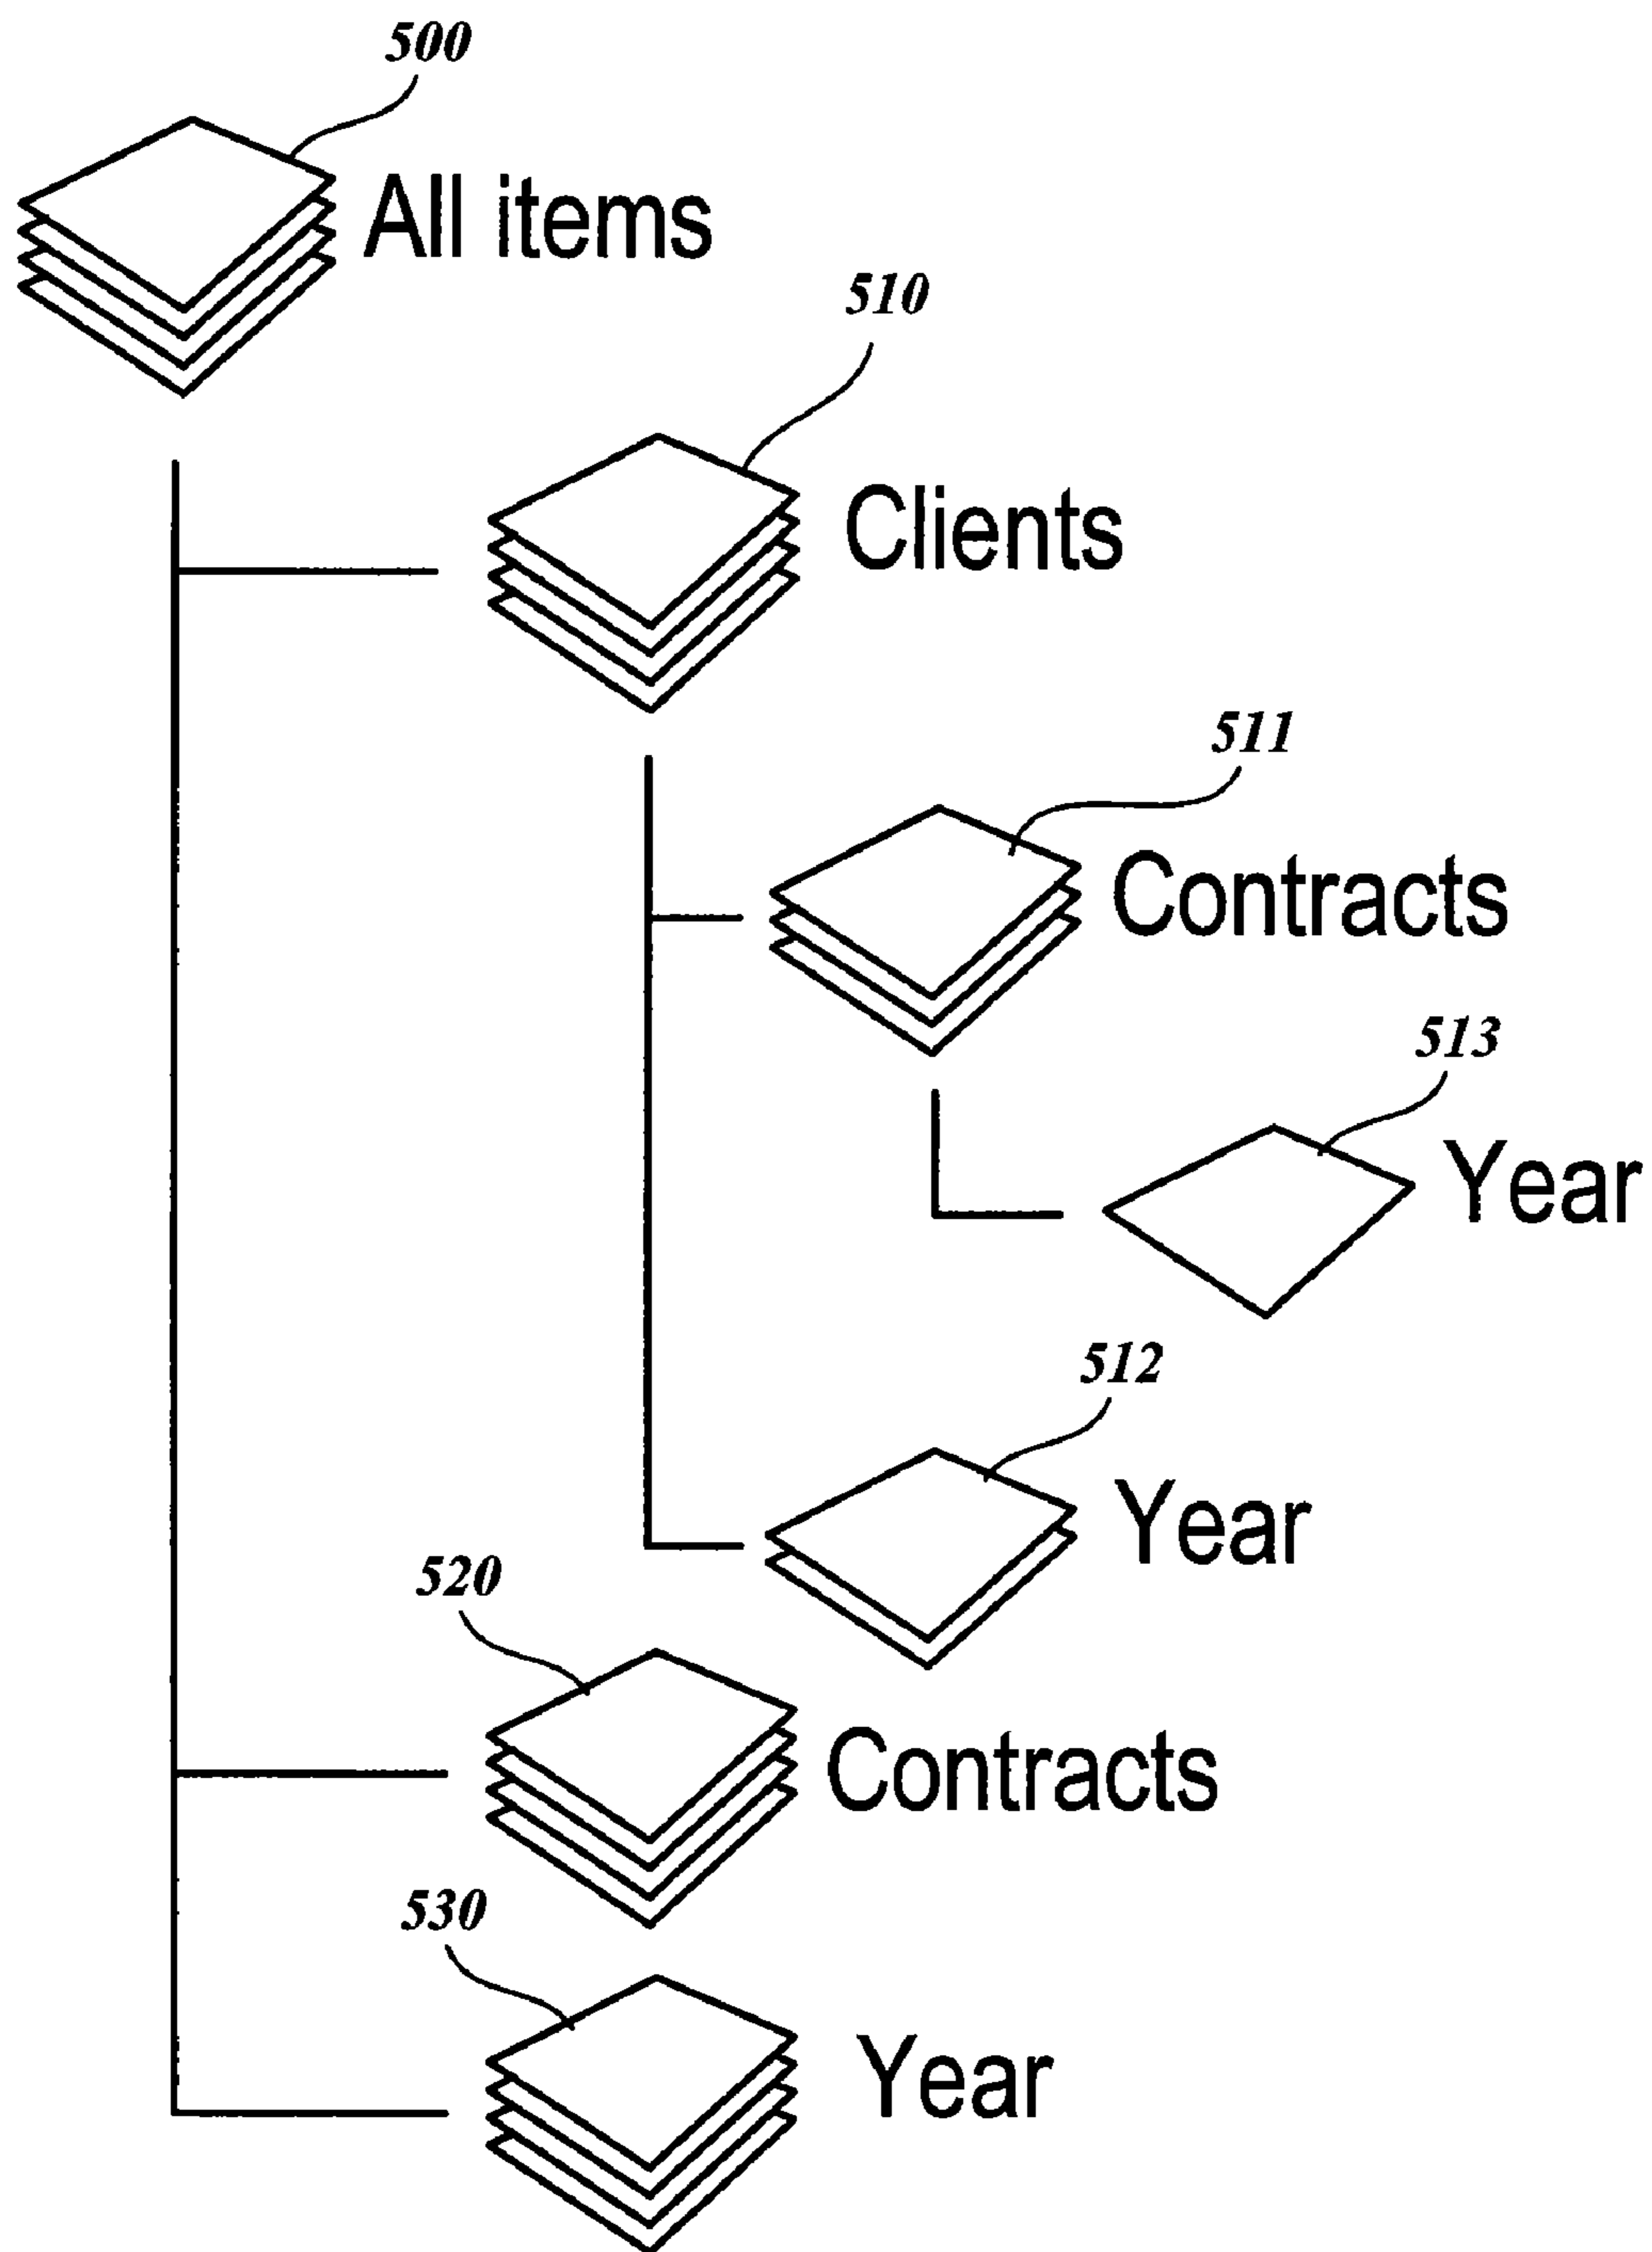 500
All items
510
Clients
511
Contracts
513
Year
512
Year
520
Contracts
530
Year